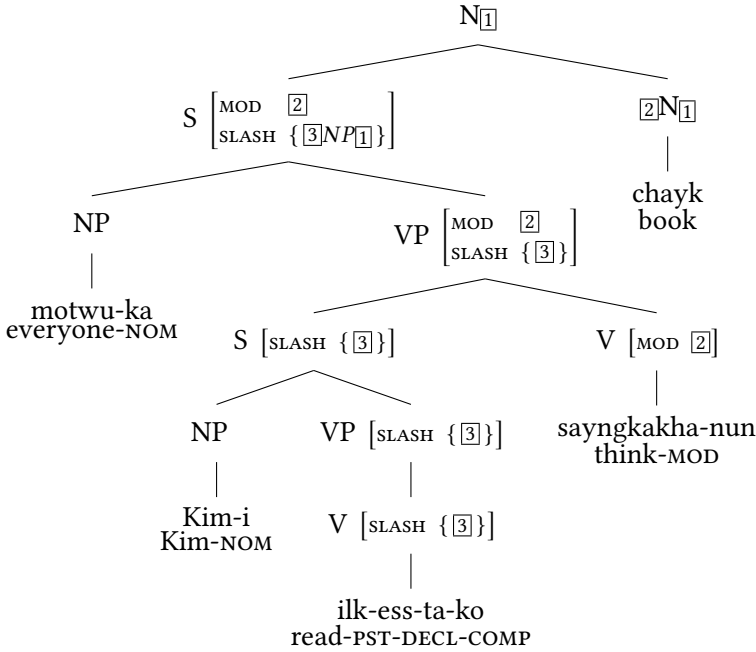 N1
S [MOD 2
SLASH { 3NP1 }]
2N1
chayk
book
NP
VP [MOD 2
SLASH { 3 }]
motwu-ka
everyone-NOM
S [SLASH { 3 }]
V [MOD 2]
NP
VP [SLASH { 3 }]
sayngkakha-nun
think-MOD
Kim-i
Kim-NOM
V [SLASH { 3 }]
ilk-ess-ta-ko
read-PST-DECL-COMP